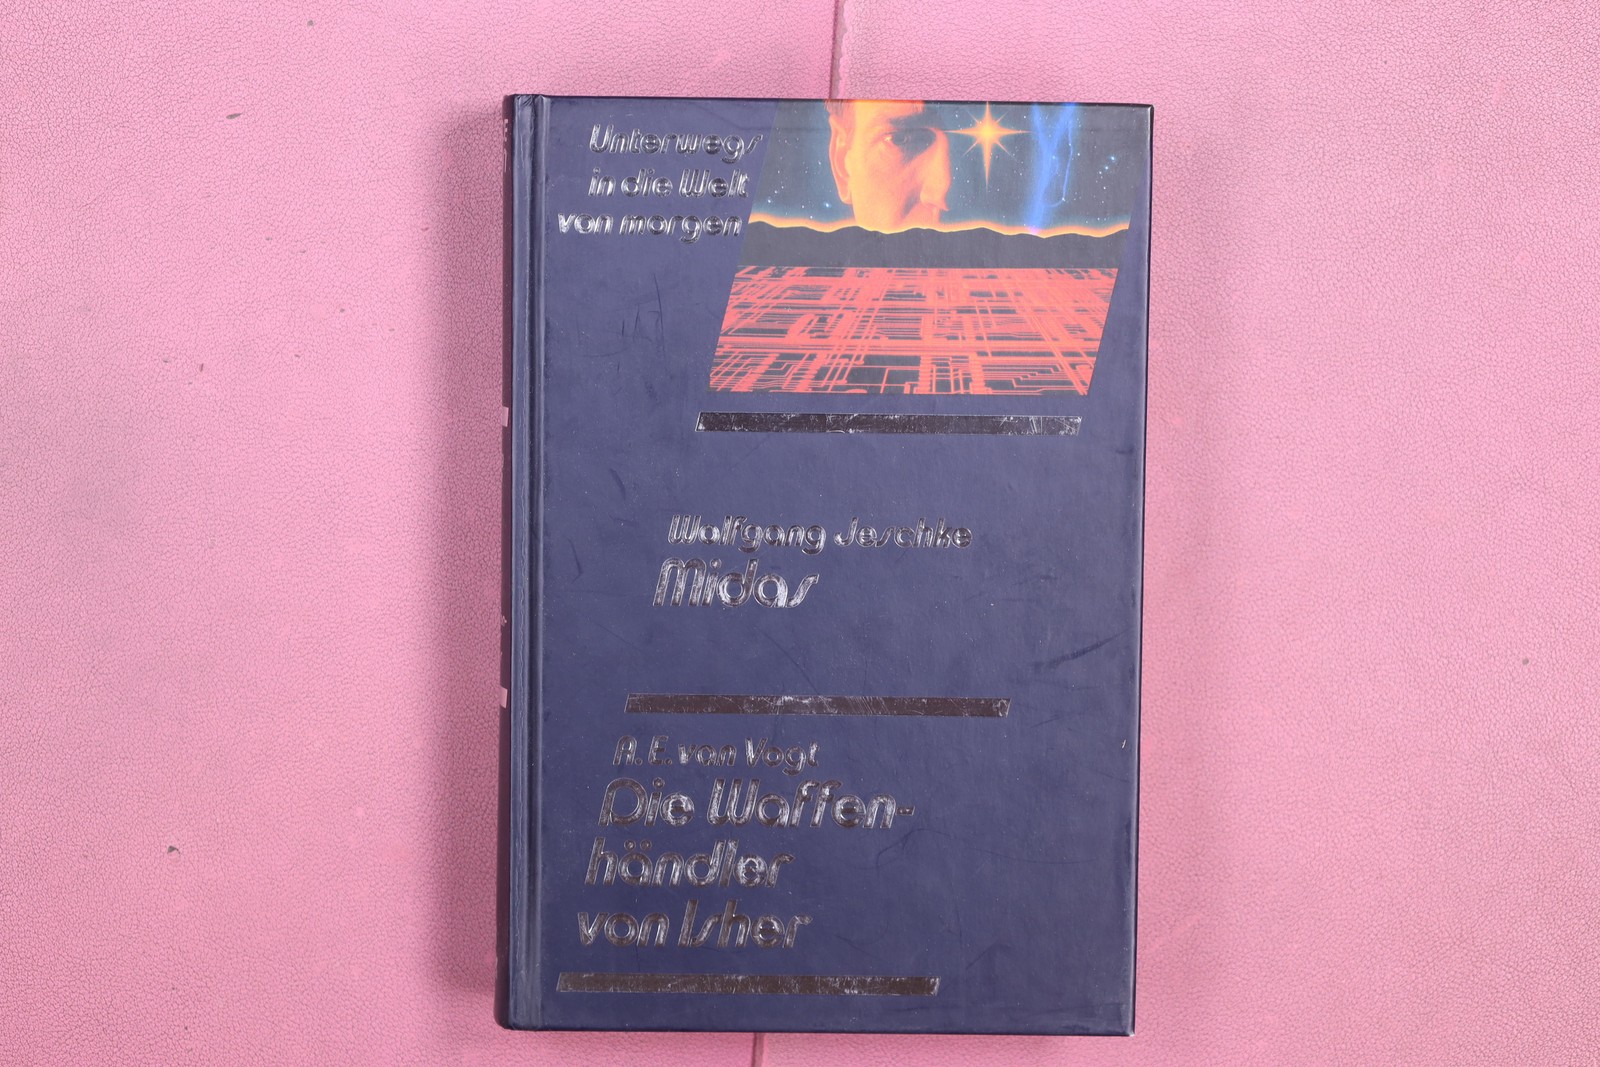 Unterwegs
in die Welt
von morgen
Wolfgang Jeschke
Midas
A. E. van Vogt
Die Waffen-
händler
von Isher